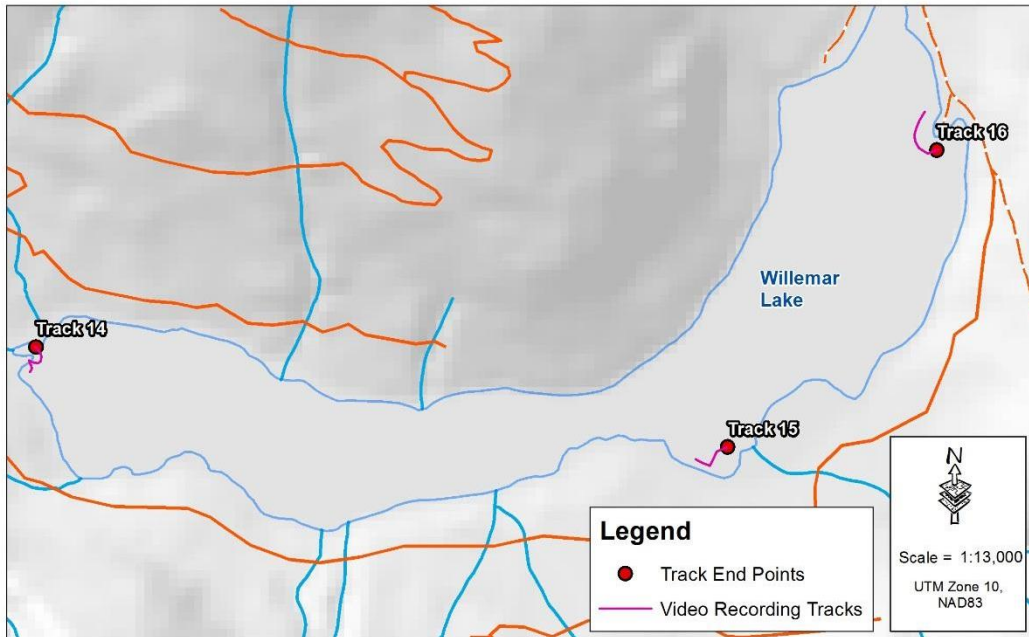 Track 16
Willemar
Lake
Track 14
Track 15
N
Legend
Track End Points
Video Recording Tracks
Scale = 1:13,000
UTM Zone 10,
NAD83